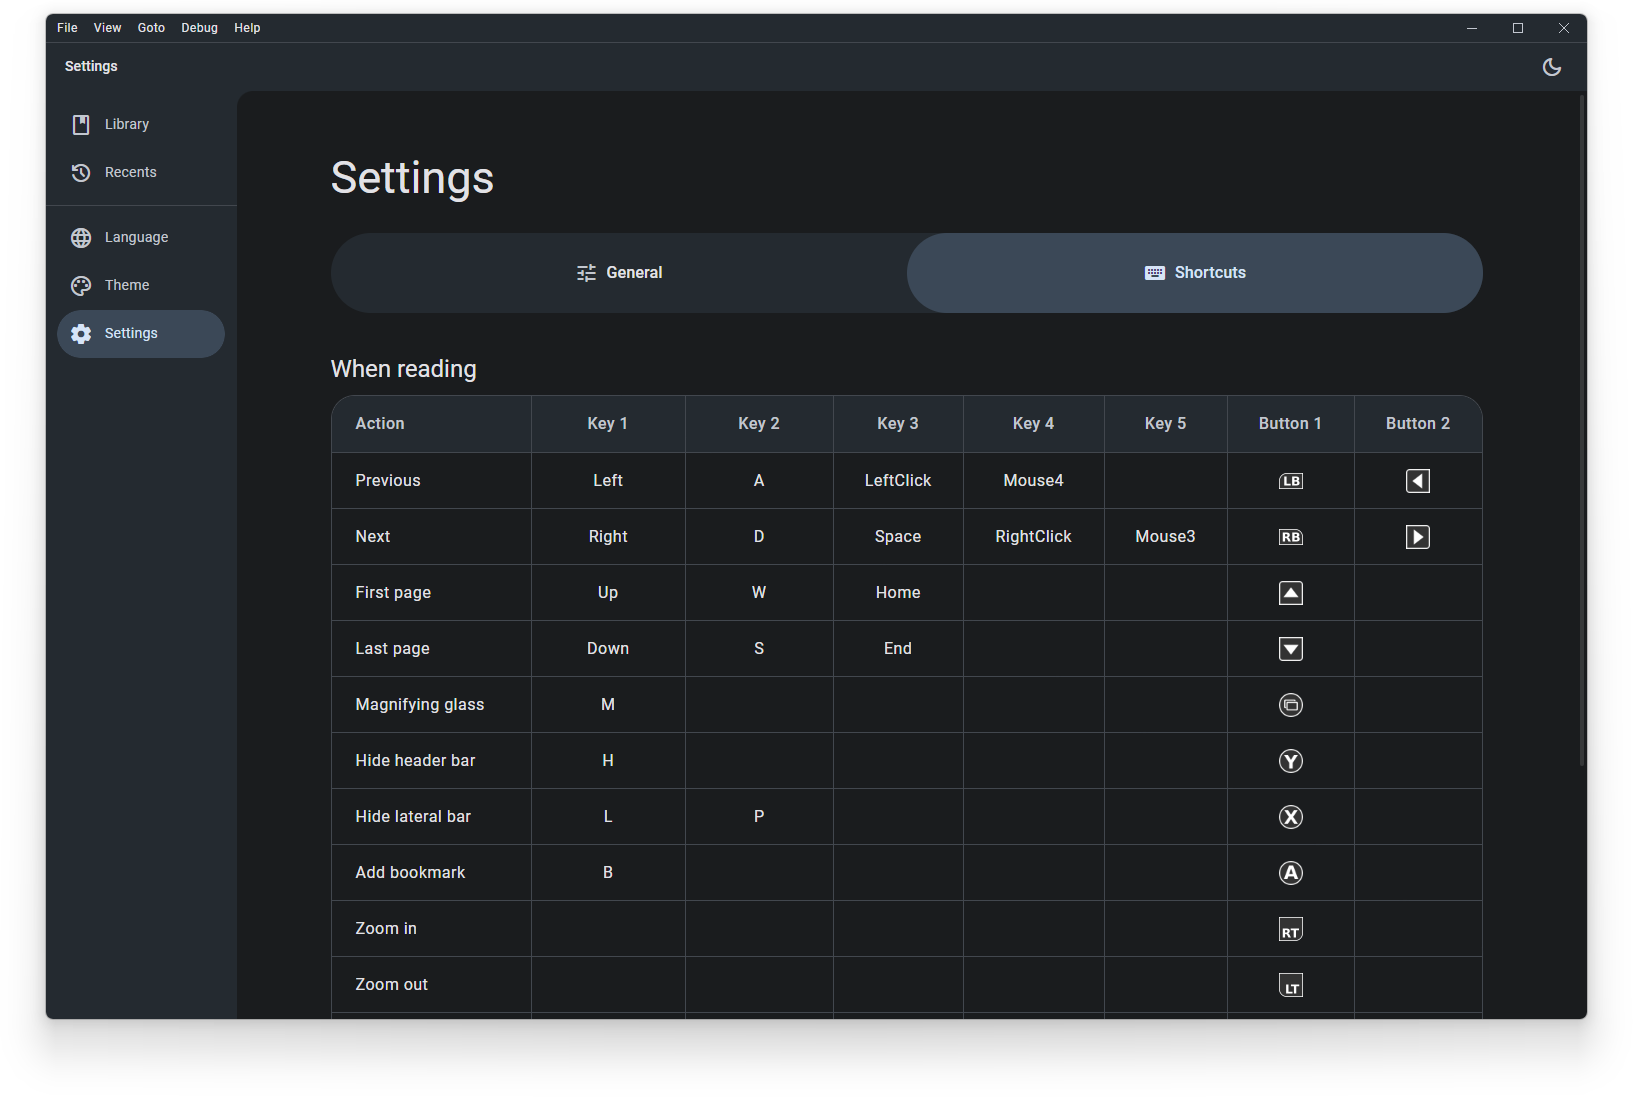 File View Goto Debug Help
Settings
Library
Recents
Language
Theme
Settings
Settings
General Shortcuts
When reading
Action Key 1 Key 2 Key 3 Key 4 Key 5 Button 1 Button 2
Previous Left A LeftClick Mouse4 LB
Next Right D Space RightClick Mouse3 RB
First page Up W Home
Last page Down S End
Magnifying glass M
Hide header bar H Y
Hide lateral bar L P X
Add bookmark B A
Zoom in RT
Zoom out LT